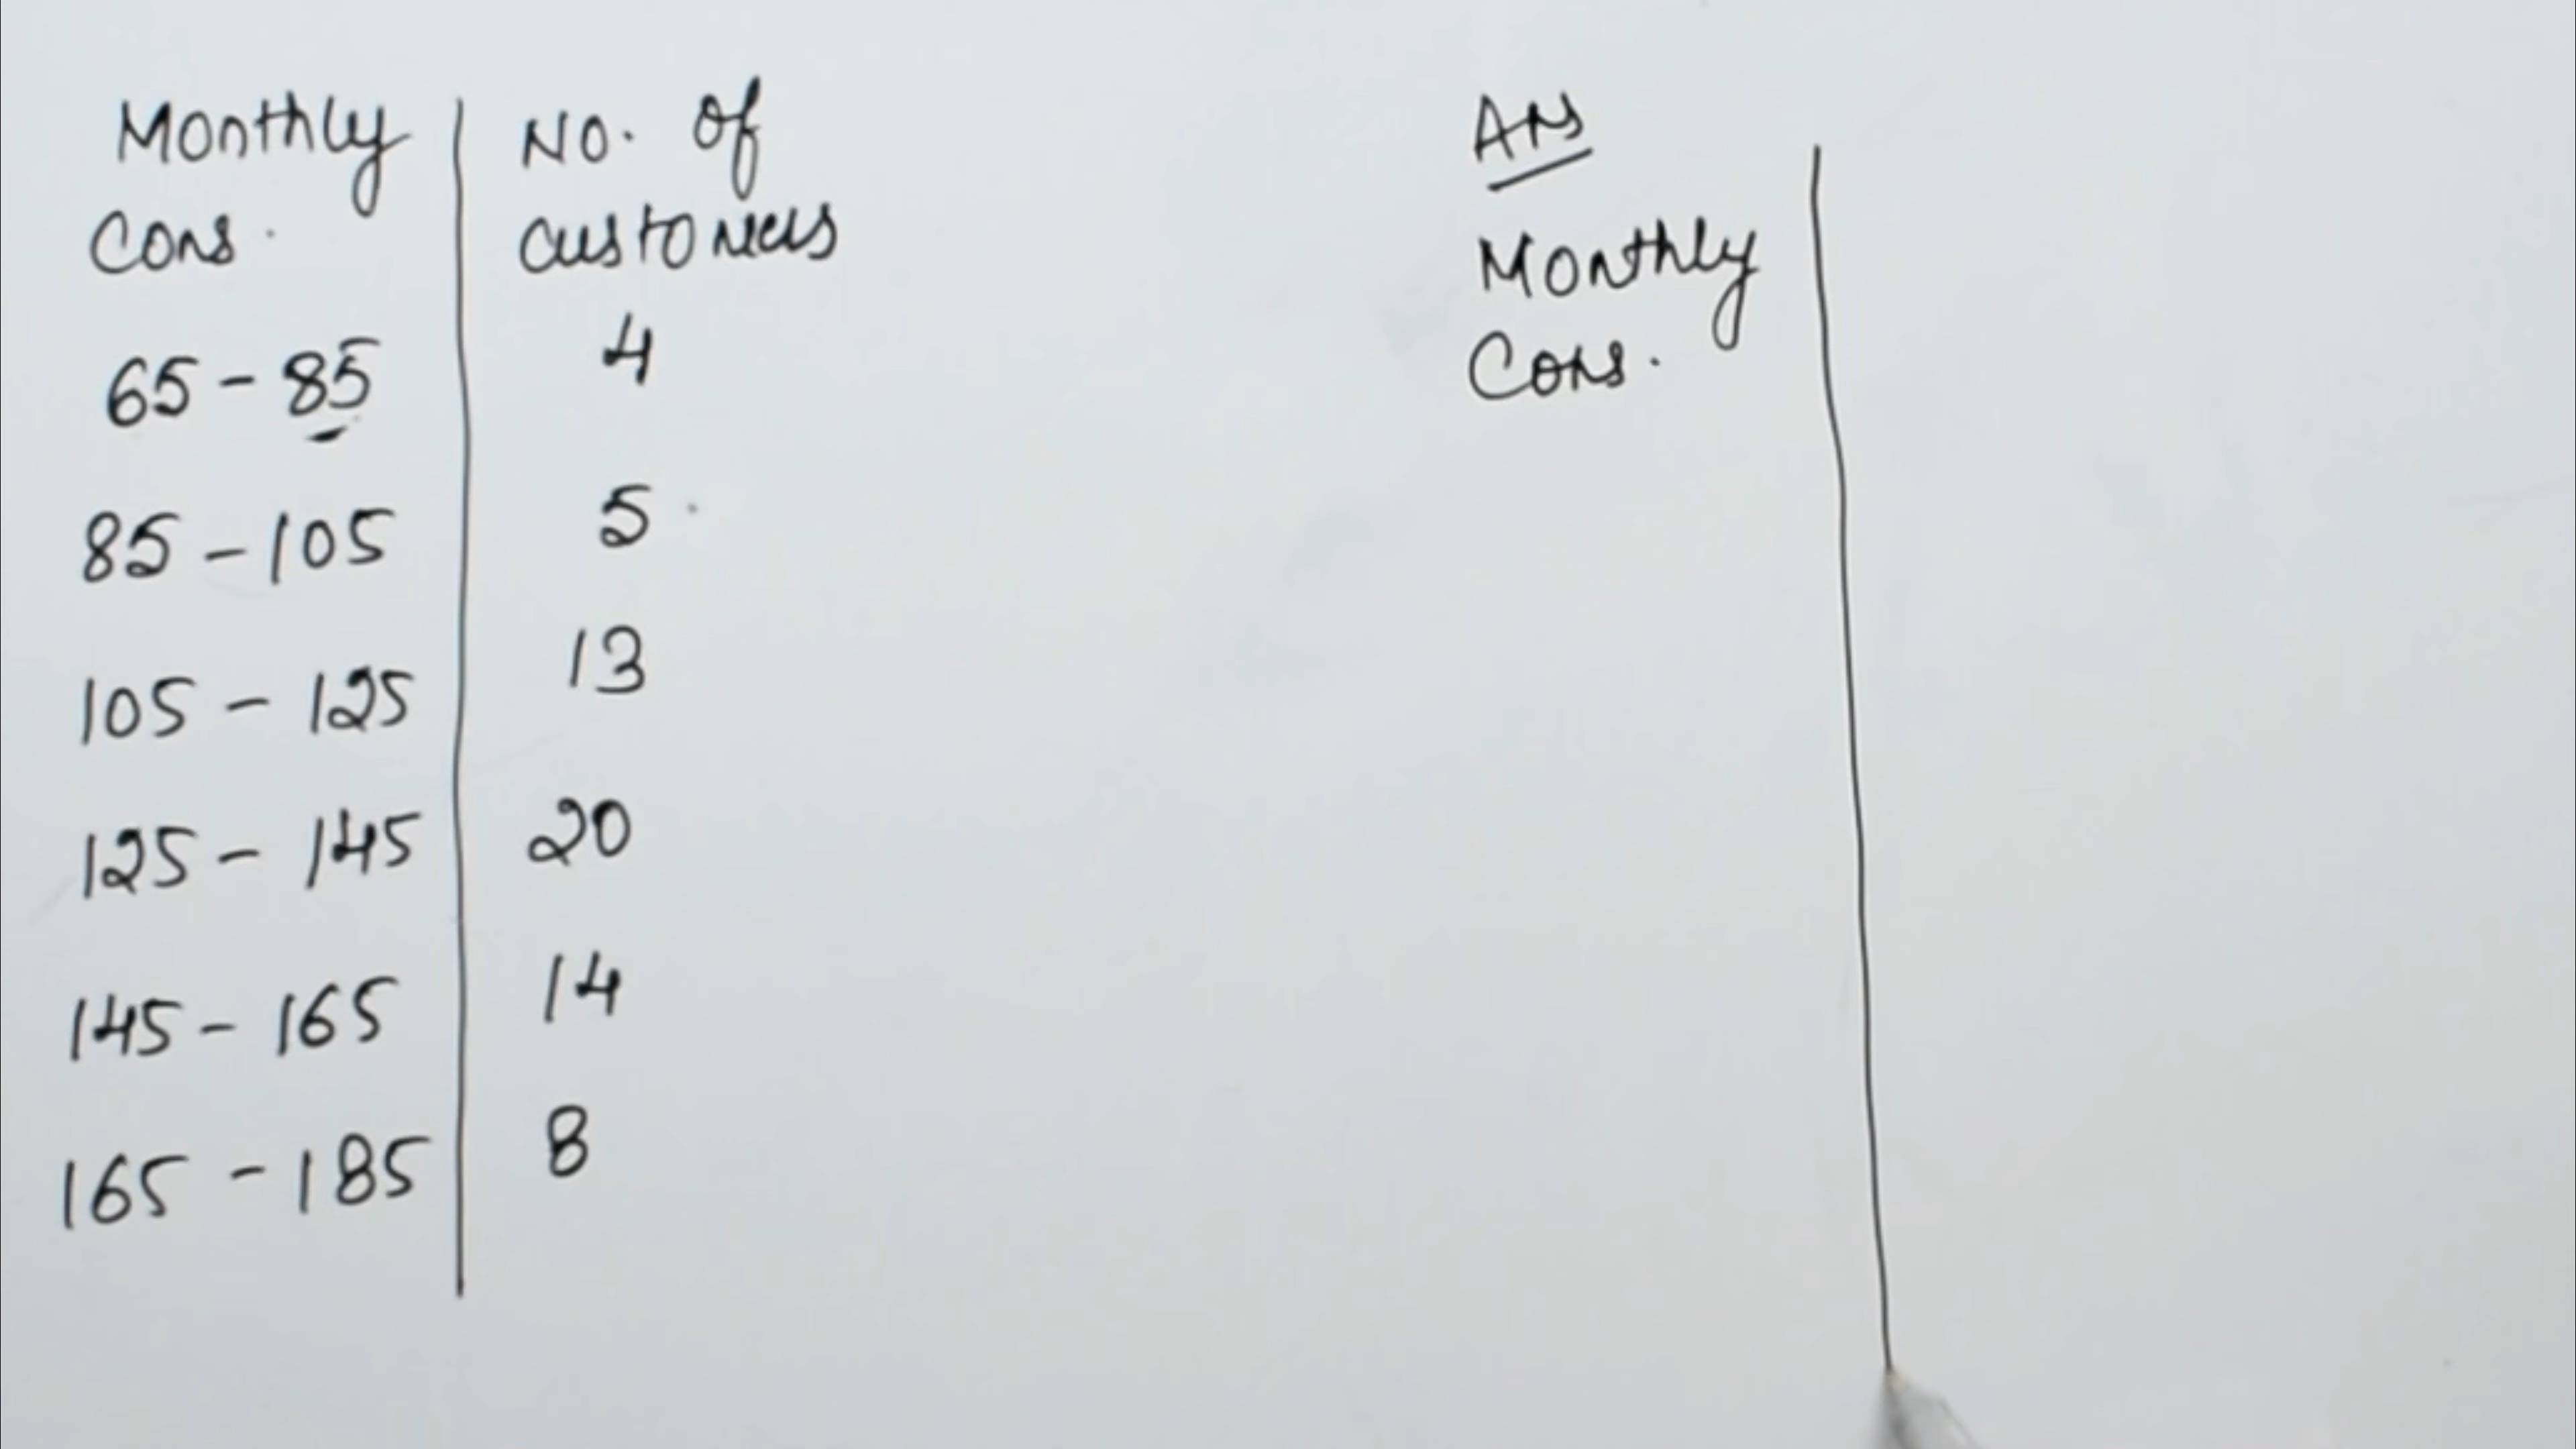 Monthly Cons. | No. of customers
65 - 85 4
85 - 105 5
105 - 125 13
125 - 145 20
145 - 165 14
165 - 185 8
Ans
Monthly
Cons.